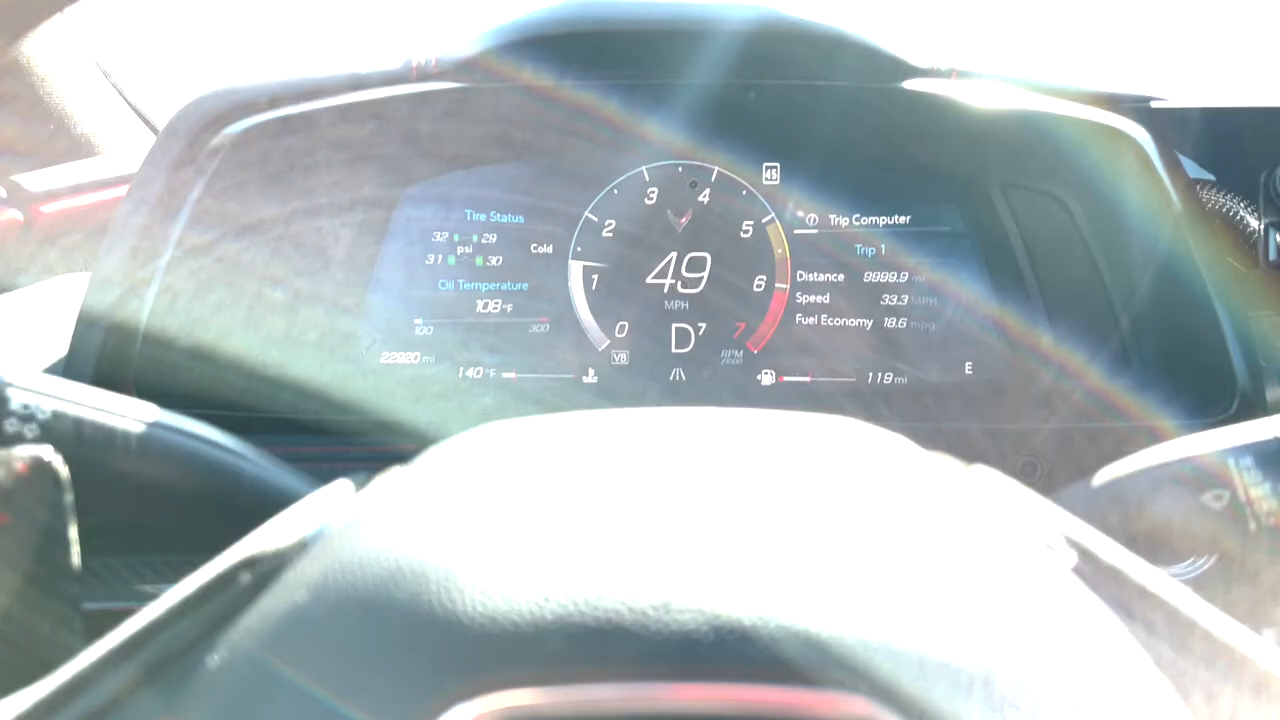 45
Tire Status
32 29
psi Cold
31 30
Oil Temperature
108 °F
100 300
22920 mi
140 °F
0 1 2 3 4 5 6 7
49
MPH
D7
V8
RPM
Trip Computer
Trip 1
Distance 9999.9 mi
Speed 33.3 MPH
Fuel Economy 18.6 mpg
119 mi
E